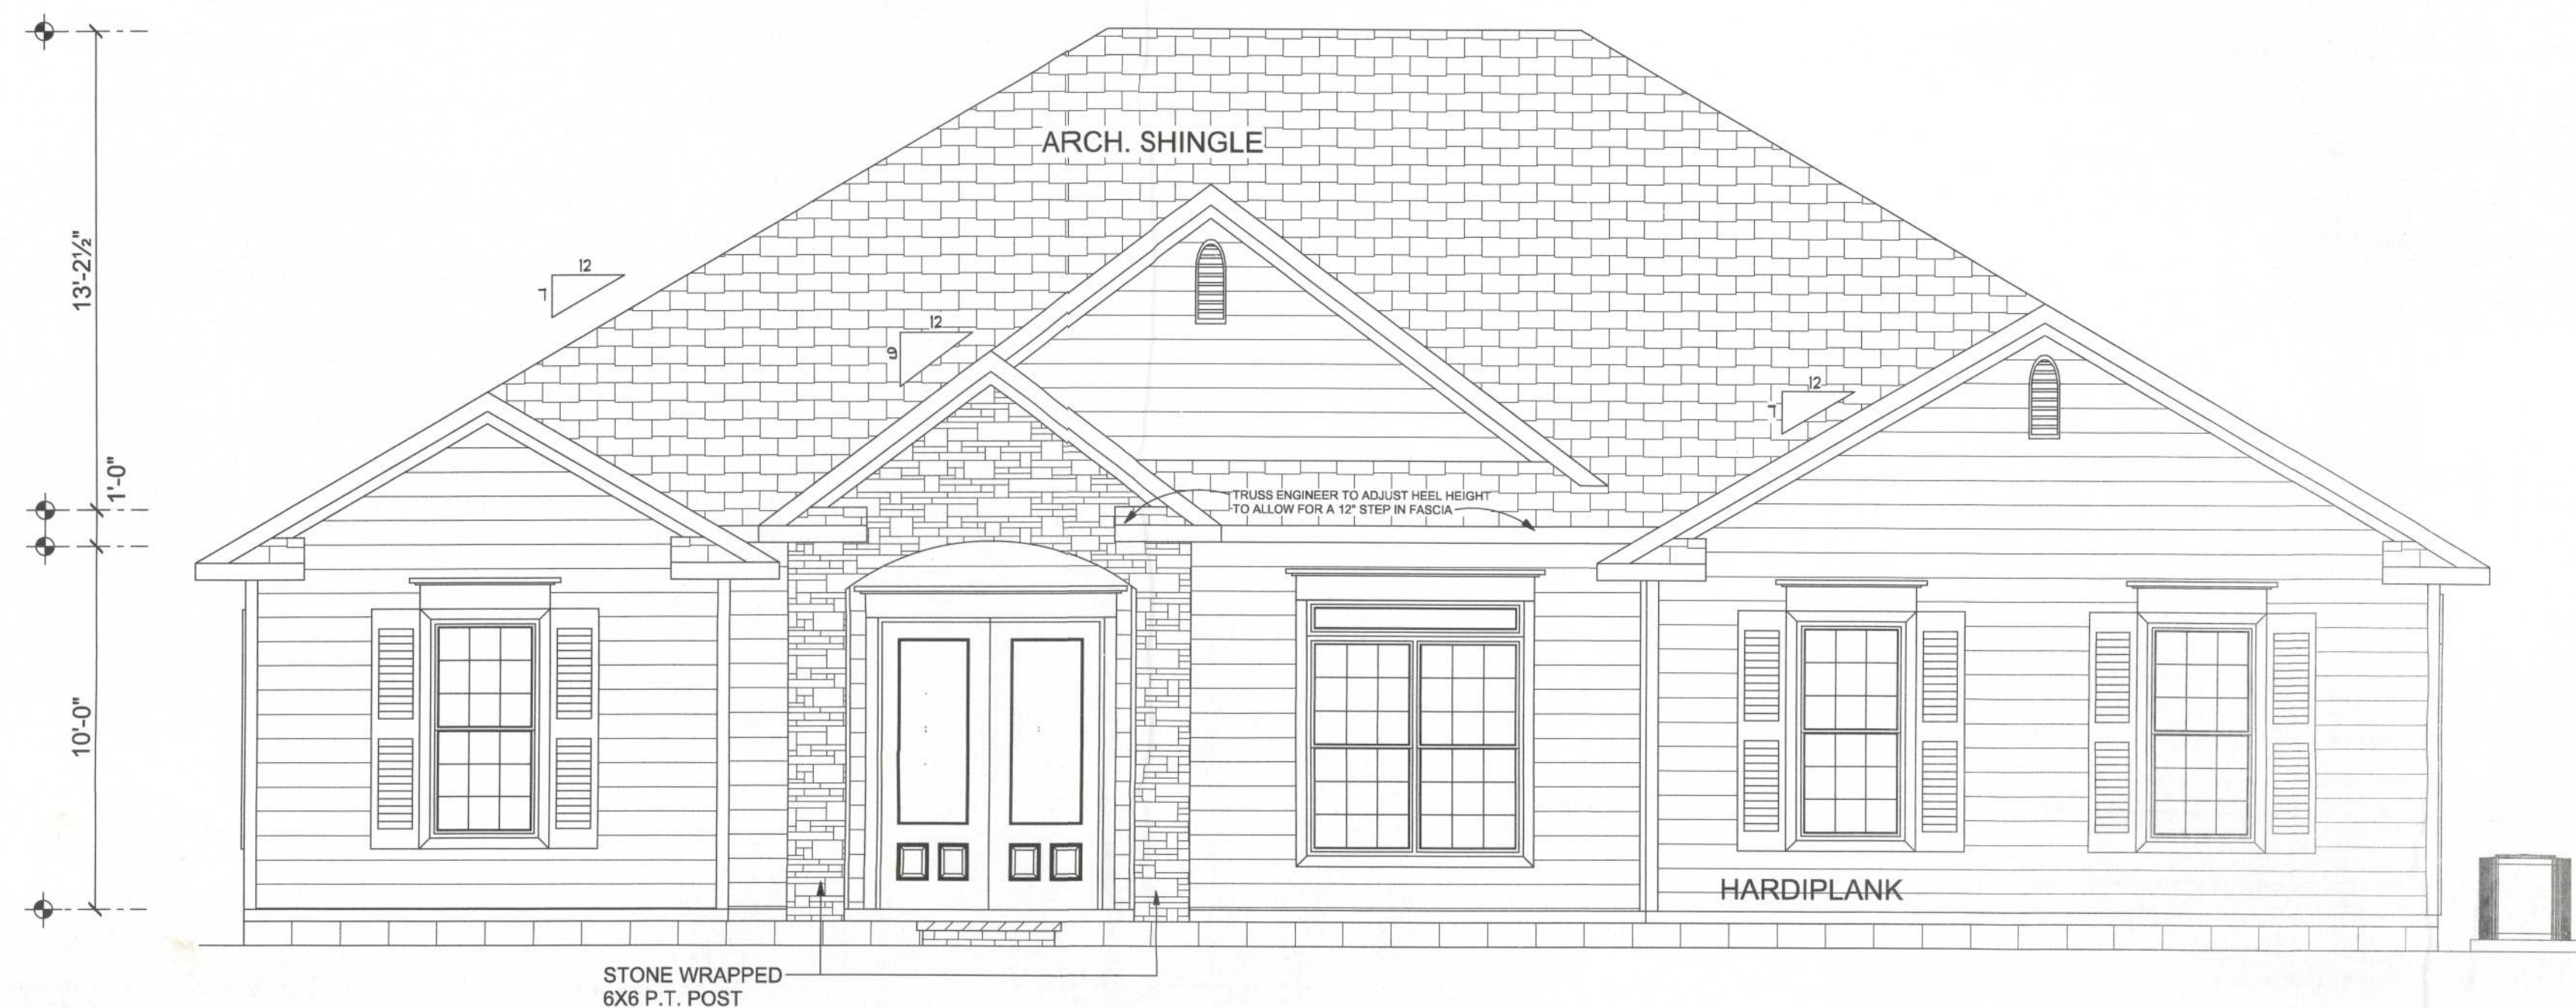 ARCH. SHINGLE
13'-2½"
12
7
12
9
12
7
1'-0"
TRUSS ENGINEER TO ADJUST HEEL HEIGHT
TO ALLOW FOR A 12" STEP IN FASCIA
10'-0"
HARDIPLANK
STONE WRAPPED
6X6 P.T. POST